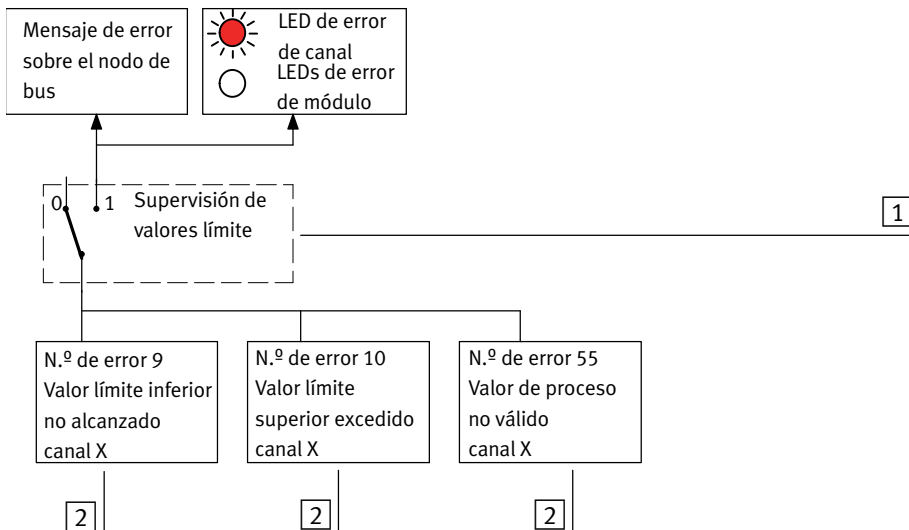 Mensaje de error
sobre el nodo de
bus
LED de error
de canal
LEDs de error
de módulo
0
1
Supervisión de
valores límite
1
N.º de error 9
Valor límite inferior
no alcanzado
canal X
N.º de error 10
Valor límite
superior excedido
canal X
N.º de error 55
Valor de proceso
no válido
canal X
2
2
2